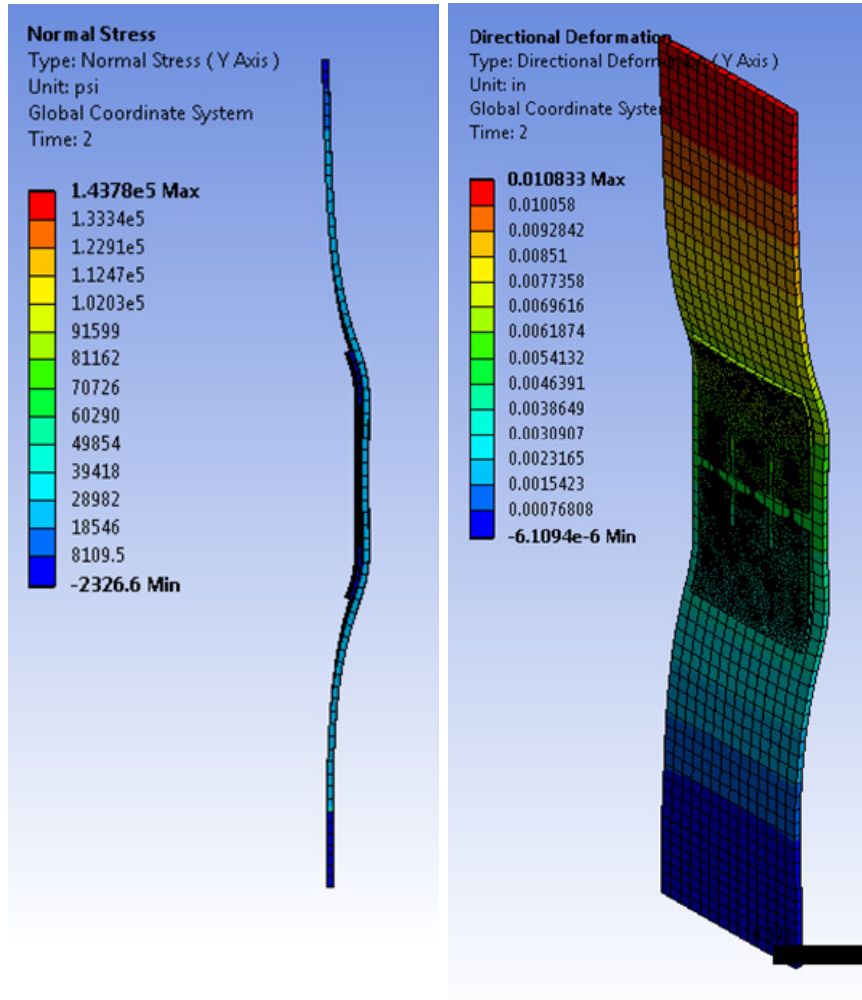 Normal Stress
Type: Normal Stress ( Y Axis )
Unit: psi
Global Coordinate System
Time: 2
1.4378e5 Max
1.3334e5
1.2291e5
1.1247e5
1.0203e5
91599
81162
70726
60290
49854
39418
28982
18546
8109.5
-2326.6 Min
Directional Deformation
Type: Directional Deformation ( Y Axis )
Unit: in
Global Coordinate System
Time: 2
0.010833 Max
0.010058
0.0092842
0.00851
0.0077358
0.0069616
0.0061874
0.0054132
0.0046391
0.0038649
0.0030907
0.0023165
0.0015423
0.00076808
-6.1094e-6 Min